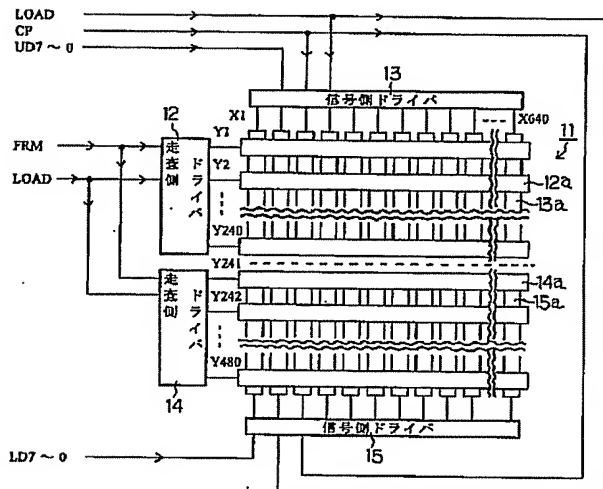 LOAD
CP
UD7～0
13
信号側ドライバ
X1
X640
11
12
Y1
FRM
走査側
ドライバ
Y2
12a
LOAD
13a
Y240
Y241
14a
走査側
ドライバ
Y242
15a
Y480
14
信号側ドライバ
LD7～0
15